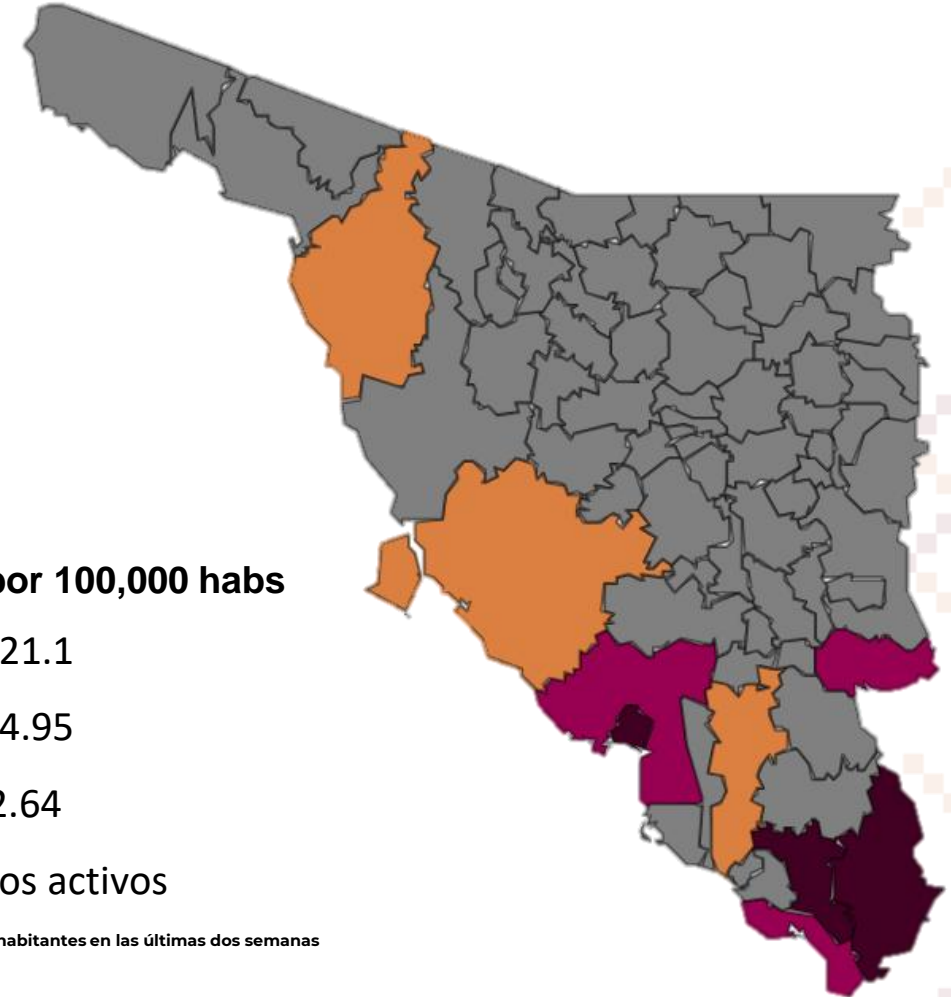 por 100,000 habs
21.1
4.95
2.64
os activos
habitantes en las últimas dos semanas